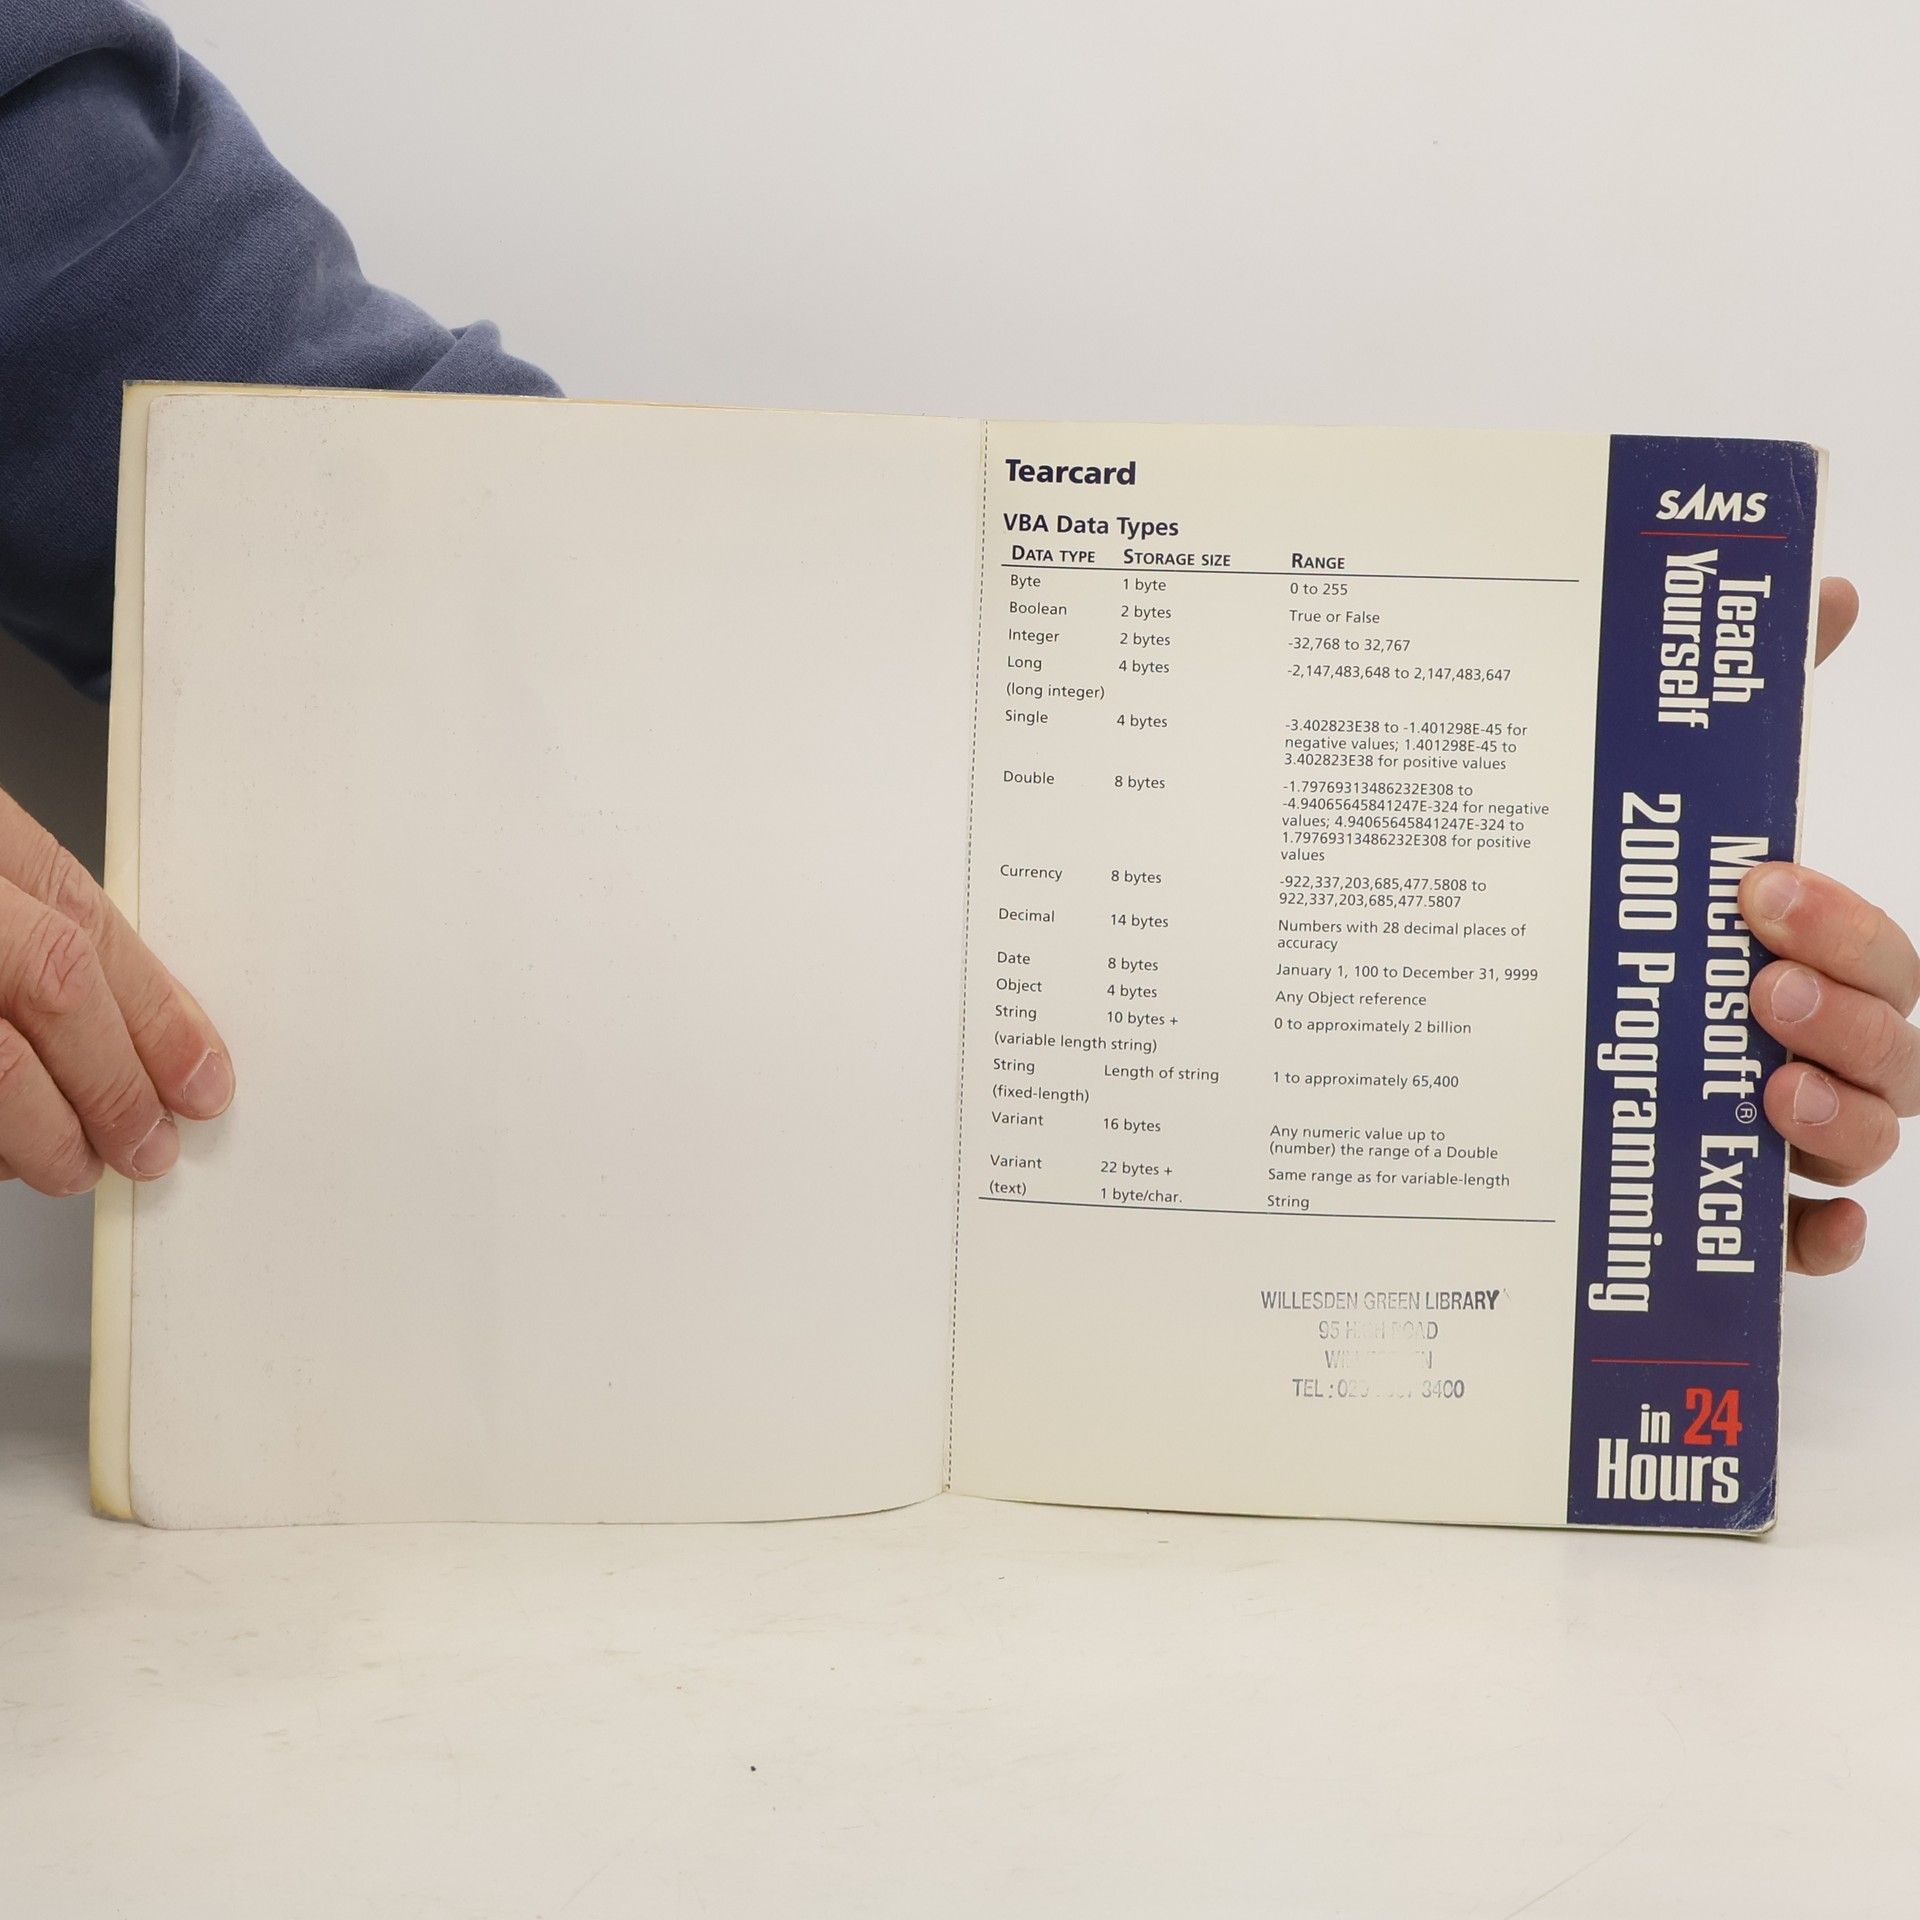 Tearcard
VBA Data Types
DATA TYPE STORAGE SIZE RANGE
Byte 1 byte 0 to 255
Boolean 2 bytes True or False
Integer 2 bytes -32,768 to 32,767
Long 4 bytes -2,147,483,648 to 2,147,483,647
(long integer)
Single 4 bytes -3.402823E38 to -1.401298E-45 for
negative values; 1.401298E-45 to
3.402823E38 for positive values
Double 8 bytes -1.79769313486232E308 to
-4.94065645841247E-324 for negative
values; 4.94065645841247E-324 to
1.79769313486232E308 for positive
values
Currency 8 bytes -922,337,203,685,477.5808 to
922,337,203,685,477.5807
Decimal 14 bytes Numbers with 28 decimal places of
accuracy
Date 8 bytes January 1, 100 to December 31, 9999
Object 4 bytes Any Object reference
String 10 bytes + 0 to approximately 2 billion
(variable length string)
String Length of string 1 to approximately 65,400
(fixed-length)
Variant 16 bytes Any numeric value up to
(number) the range of a Double
Variant 22 bytes + Same range as for variable-length
(text) 1 byte/char. String
WILLESDEN GREEN LIBRARY
95 HIGH ROAD
TEL: 3400
SAMS
Teach
Yourself
Microsoft® Excel
2000 Programming
in 24
Hours